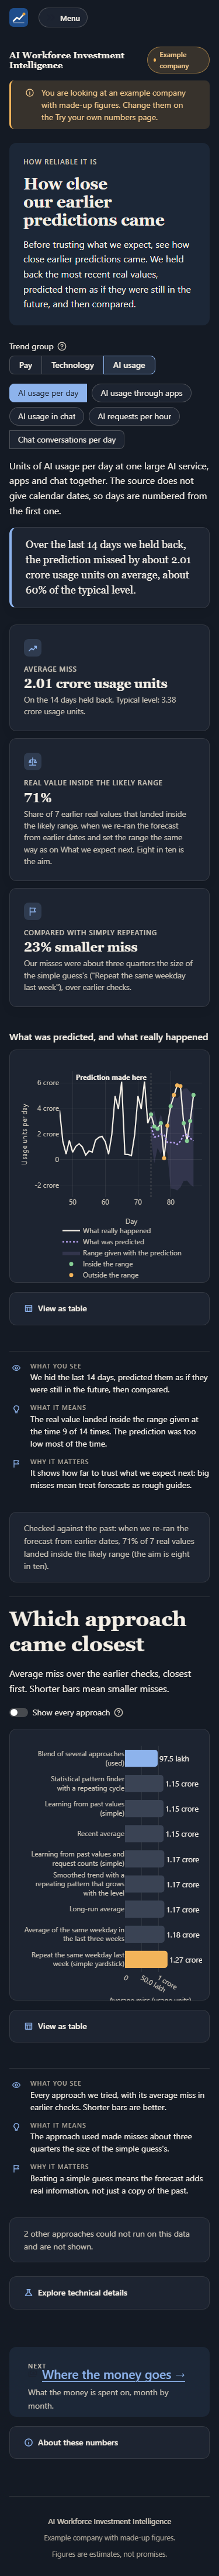 Menu
AI Workforce Investment
Intelligence
Example
company
You are looking at an example company
with made-up figures. Change them on
the Try your own numbers page.
HOW RELIABLE IT IS
How close
our earlier
predictions came
Before trusting what we expect, see how
close earlier predictions came. We held
back the most recent real values,
predicted them as if they were still in the
future, and then compared.
Trend group
Pay
Technology
AI usage
AI usage per day
AI usage through apps
AI usage in chat
AI requests per hour
Chat conversations per day
Units of AI usage per day at one large AI service,
apps and chat together. The source does not
give calendar dates, so days are numbered from
the first one.
Over the last 14 days we held back,
the prediction missed by about 2.01
crore usage units on average, about
60% of the typical level.
AVERAGE MISS
2.01 crore usage units
On the 14 days held back. Typical level: 3.38
crore usage units.
REAL VALUE INSIDE THE LIKELY RANGE
71%
Share of 7 earlier real values that landed inside
the likely range, when we re-ran the forecast
from earlier dates and set the range the same
way as on What we expect next. Eight in ten is
the aim.
COMPARED WITH SIMPLY REPEATING
23% smaller miss
Our misses were about three quarters the size
of the simple guess's ("Repeat the same weekday
last week"), over earlier checks.
What was predicted, and what really happened
Prediction made here
6 crore
4 crore
2 crore
0
-2 crore
Usage units per day
50
60
70
80
Day
What really happened
What was predicted
Range given with the prediction
Inside the range
Outside the range
View as table
WHAT YOU SEE
We hid the last 14 days, predicted them as if they
were still in the future, then compared.
WHAT IT MEANS
The real value landed inside the range given at
the time 9 of 14 times. The prediction was too
low most of the time.
WHY IT MATTERS
It shows how far to trust what we expect next: big
misses mean treat forecasts as rough guides.
Checked against the past: when we re-ran the
forecast from earlier dates, 71% of 7 real values
landed inside the likely range (the aim is eight
in ten).
Which approach
came closest
Average miss over the earlier checks, closest
first. Shorter bars mean smaller misses.
Show every approach
Blend of several approaches
(used)
97.5 lakh
Statistical pattern finder
with a repeating cycle
1.15 crore
Learning from past values
(simple)
1.15 crore
Recent average
1.15 crore
Learning from past values and
request counts (simple)
1.17 crore
Smoothed trend with a
repeating pattern that grows
with the level
1.17 crore
Long-run average
1.17 crore
Average of the same weekday in
the last three weeks
1.18 crore
Repeat the same weekday last
week (simple yardstick)
1.27 crore
0
50.0 lakh
1 crore
Average miss (usage units)
View as table
WHAT YOU SEE
Every approach we tried, with its average miss in
earlier checks. Shorter bars are better.
WHAT IT MEANS
The approach used made misses about three
quarters the size of the simple guess's.
WHY IT MATTERS
Beating a simple guess means the forecast adds
real information, not just a copy of the past.
2 other approaches could not run on this data
and are not shown.
Explore technical details
NEXT
Where the money goes →
What the money is spent on, month by
month.
About these numbers
AI Workforce Investment Intelligence
Example company with made-up figures.
Figures are estimates, not promises.